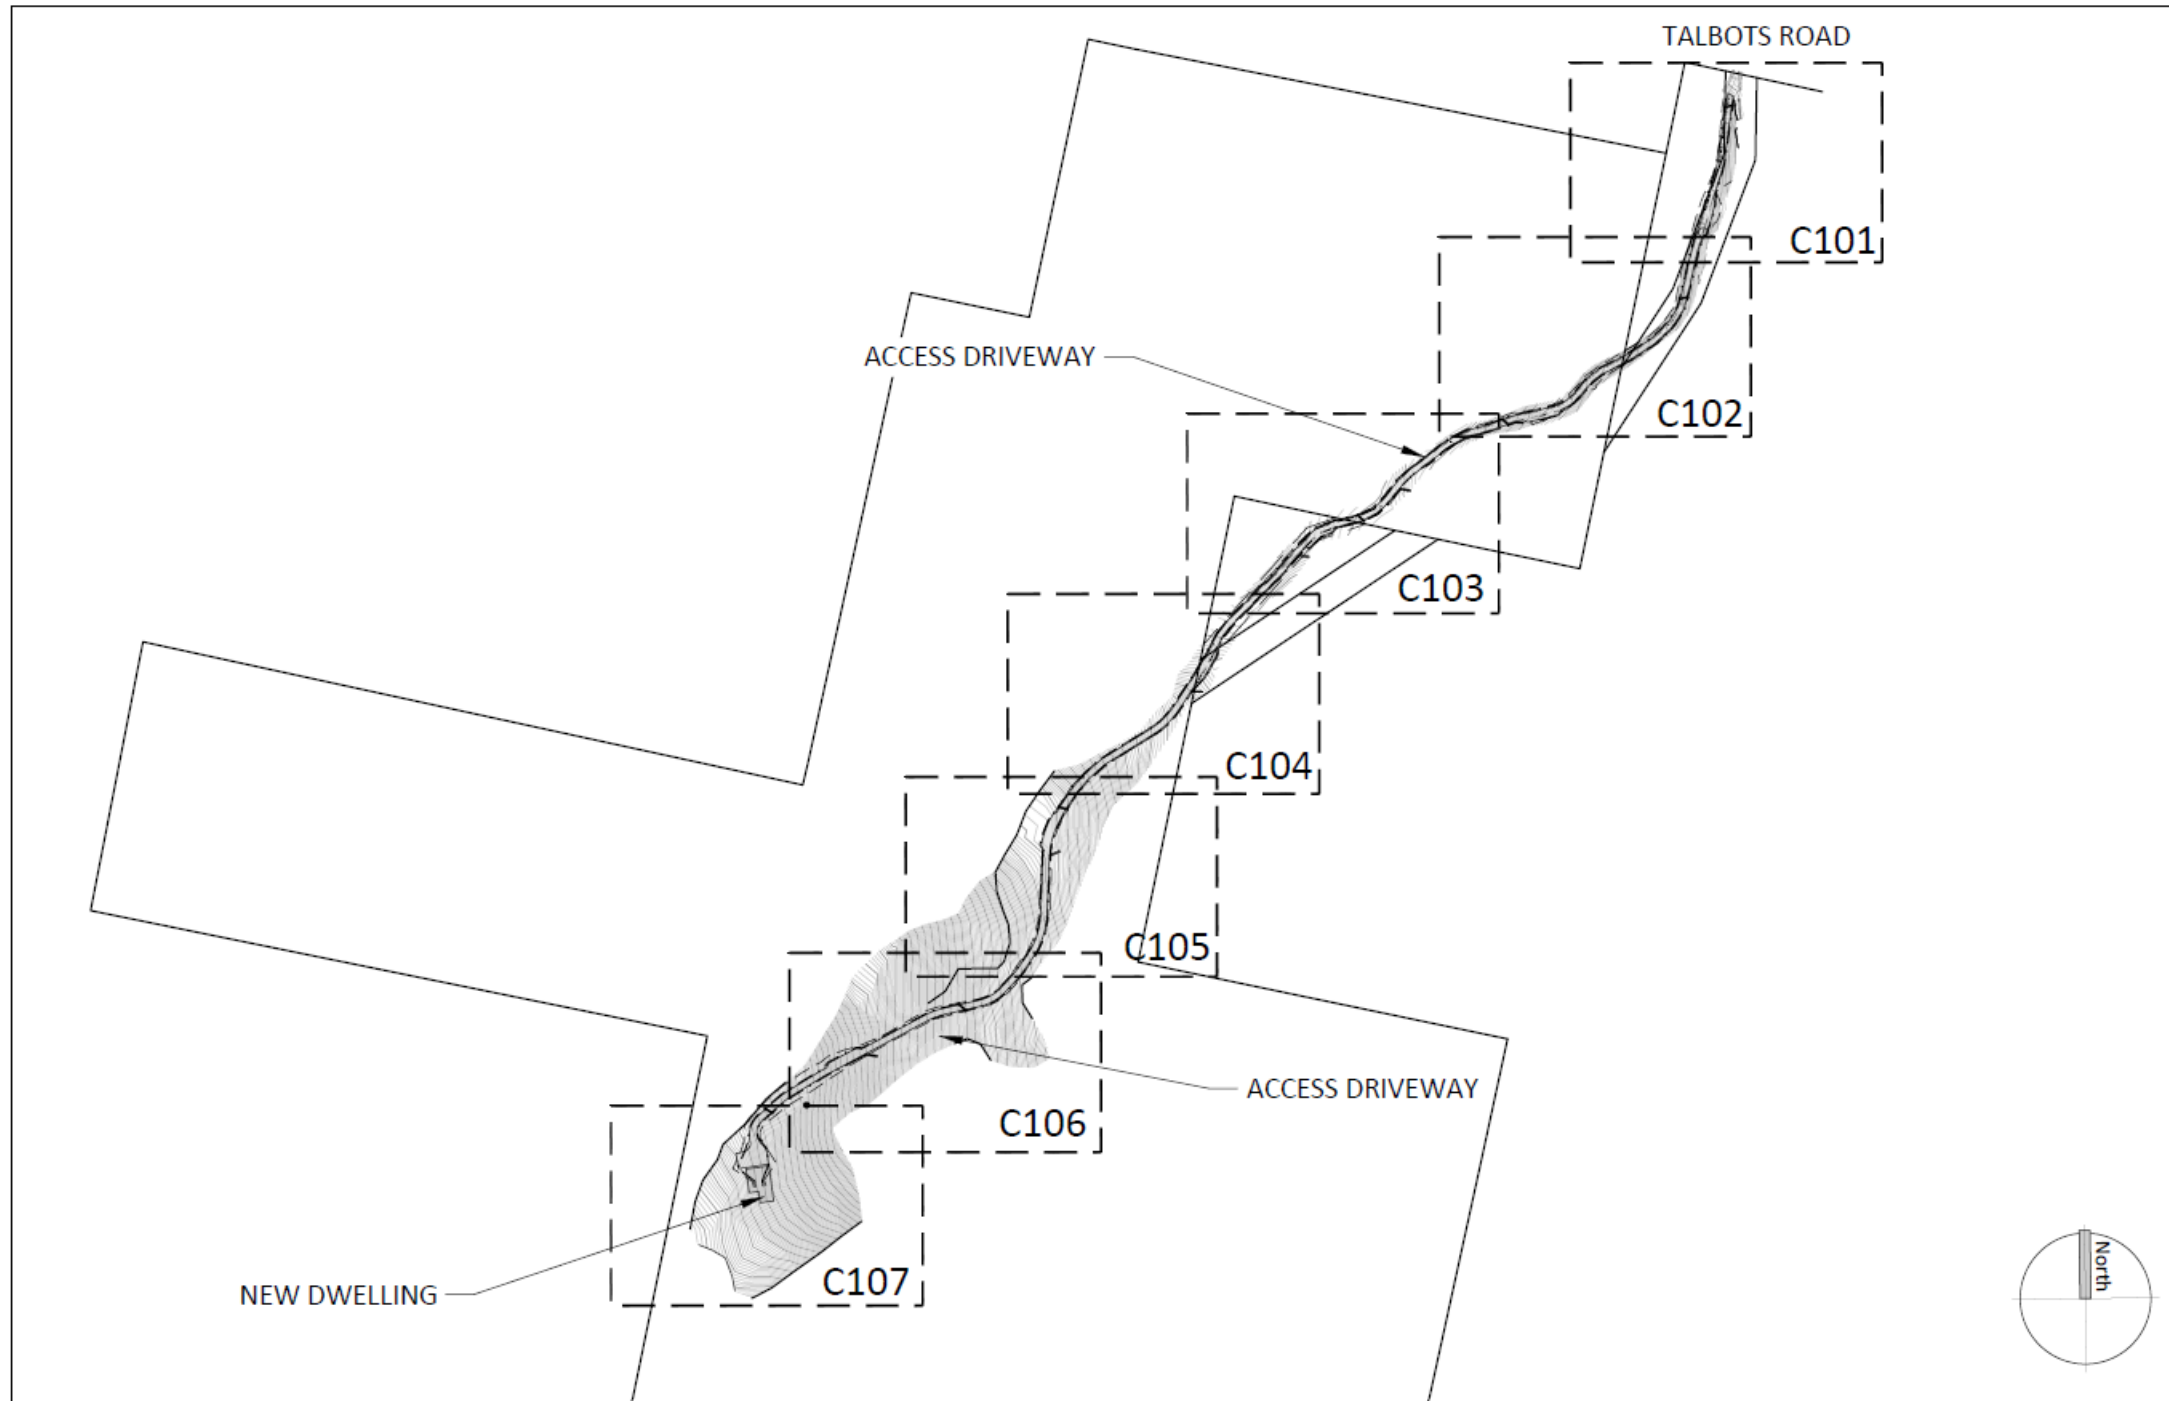 TALBOTS ROAD
C101
ACCESS DRIVEWAY
C102
C103
C104
C105
ACCESS DRIVEWAY
C106
C107
NEW DWELLING
North